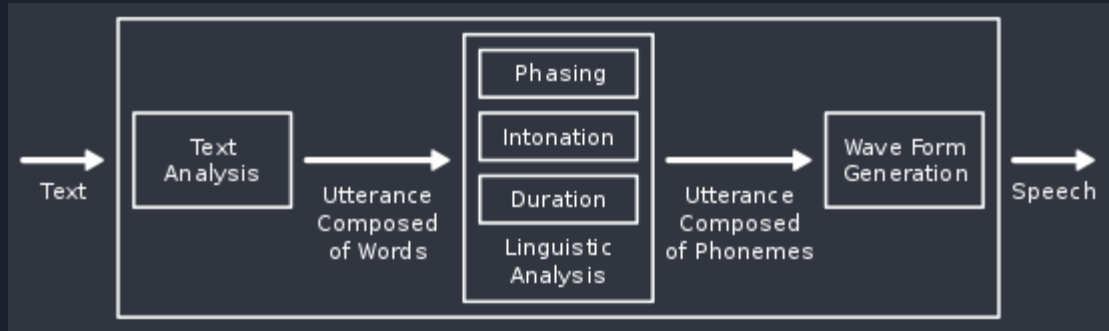 Text
Text
Analysis
Utterance
Composed
of Words
Phasing
Intonation
Duration
Linguistic
Analysis
Utterance
Composed
of Phonemes
Wave Form
Generation
Speech